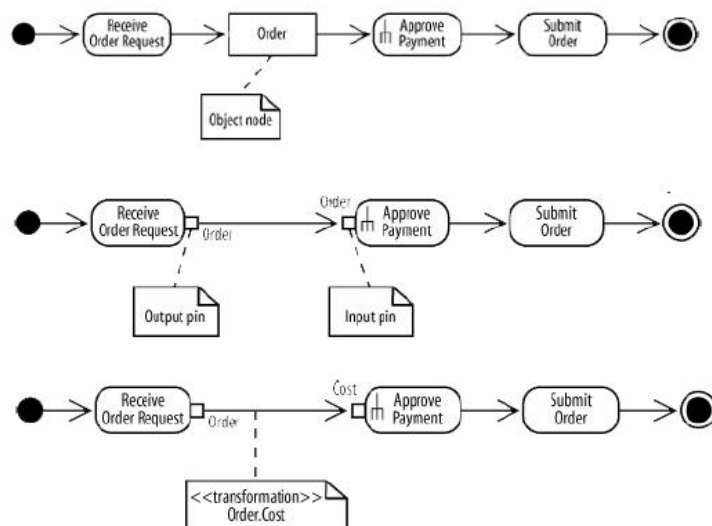 Receive
Order Request
Order
Approve
Payment
Submit
Order
Object node
Receive
Order Request
Order
Order
Approve
Payment
Submit
Order
Output pin
Input pin
Receive
Order Request
Order
Cost
Approve
Payment
Submit
Order
<<transformation>>
Order.Cost